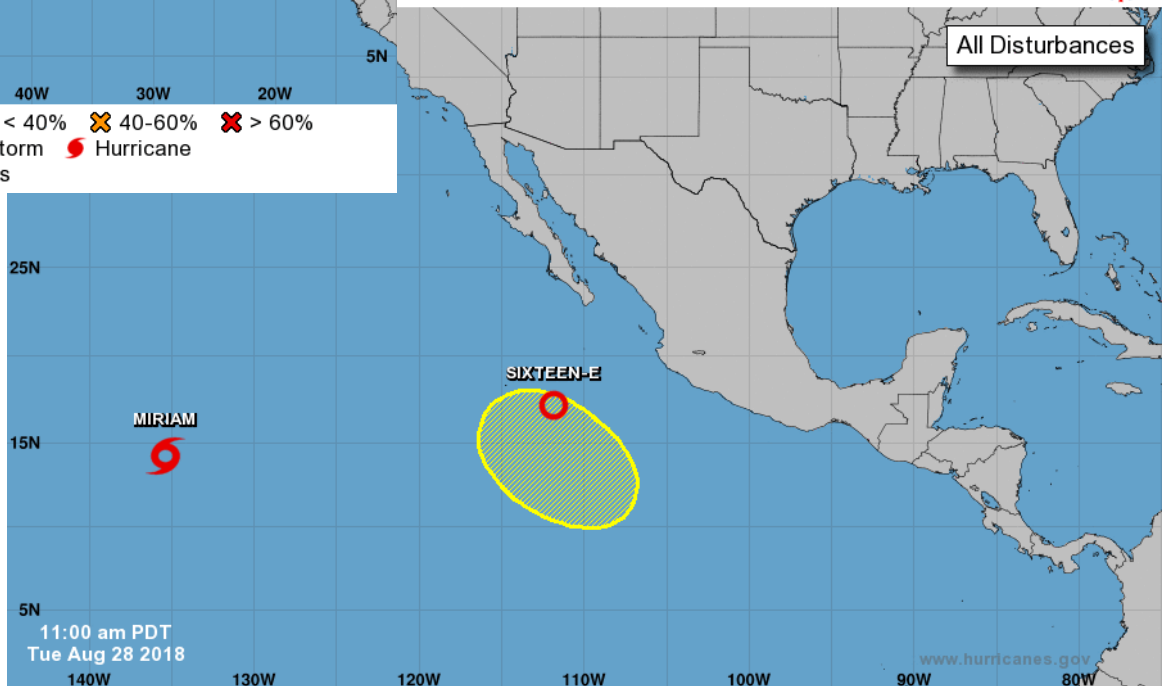 5N
All Disturbances
40W 30W 20W
< 40% 40-60% > 60%
torm Hurricane
s
25N
SIXTEEN-E
MIRIAM
15N
5N
11:00 am PDT
Tue Aug 28 2018
www.hurricanes.gov
140W 130W 120W 110W 100W 90W 80W